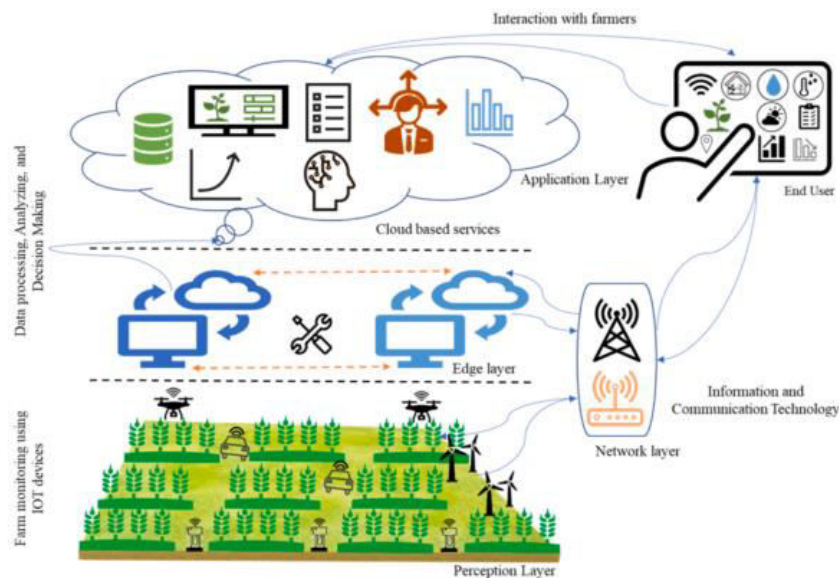 Interaction with farmers
Application Layer
End User
Cloud based services
Data processing, Analyzing, and
Decision Making
Edge layer
Information and
Communication Technology
Network layer
Farm monitoring using
IOT devices
Perception Layer